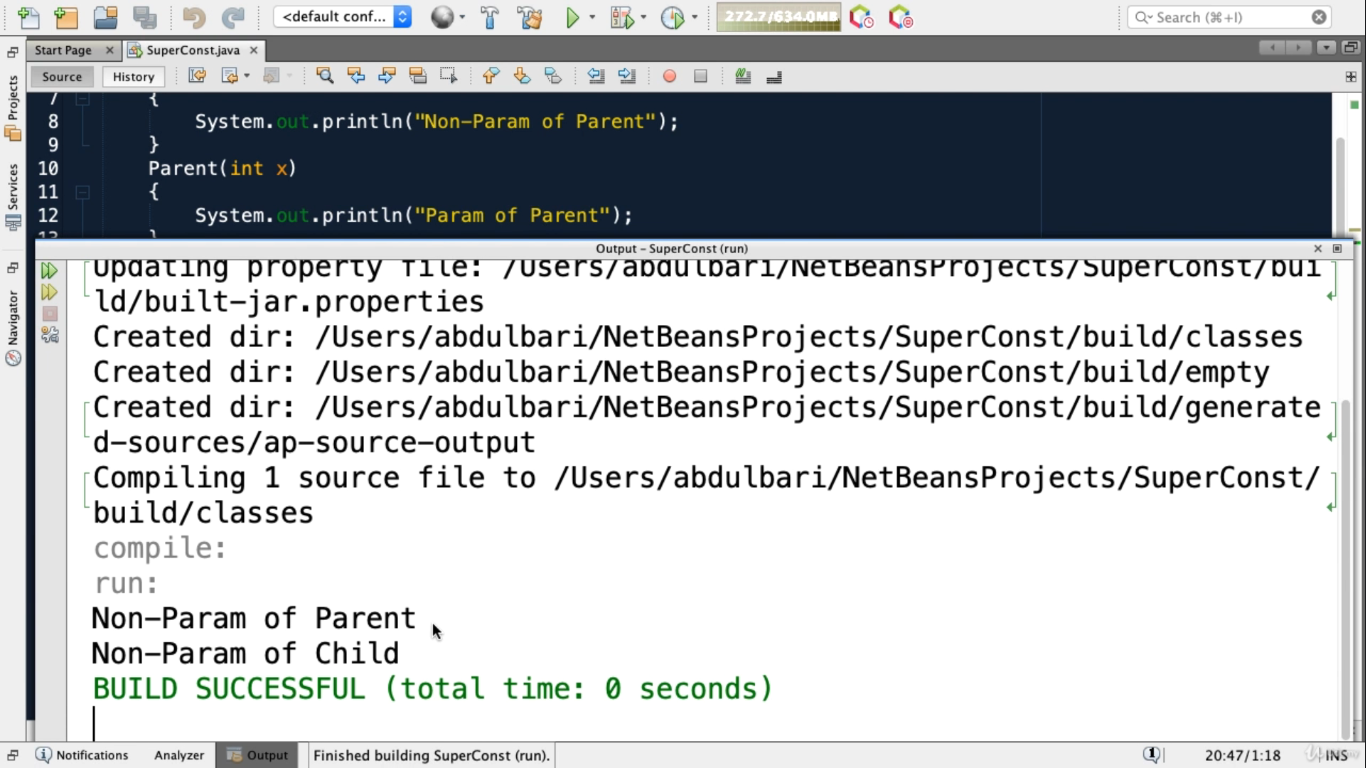 <default conf...
272.7/634.0MB
Search (⌘+I)
Start Page
SuperConst.java
Source
History
Projects
Services
Navigator
7 {
8 System.out.println("Non-Param of Parent");
9 }
10 Parent(int x)
11 {
12 System.out.println("Param of Parent");
13 }
Output - SuperConst (run)
Updating property file: /Users/abdulbari/NetBeansProjects/SuperConst/bui
ld/built-jar.properties
Created dir: /Users/abdulbari/NetBeansProjects/SuperConst/build/classes
Created dir: /Users/abdulbari/NetBeansProjects/SuperConst/build/empty
Created dir: /Users/abdulbari/NetBeansProjects/SuperConst/build/generate
d-sources/ap-source-output
Compiling 1 source file to /Users/abdulbari/NetBeansProjects/SuperConst/
build/classes
compile:
run:
Non-Param of Parent
Non-Param of Child
BUILD SUCCESSFUL (total time: 0 seconds)
Notifications
Analyzer
Output
Finished building SuperConst (run).
1
20:47/1:18
INS